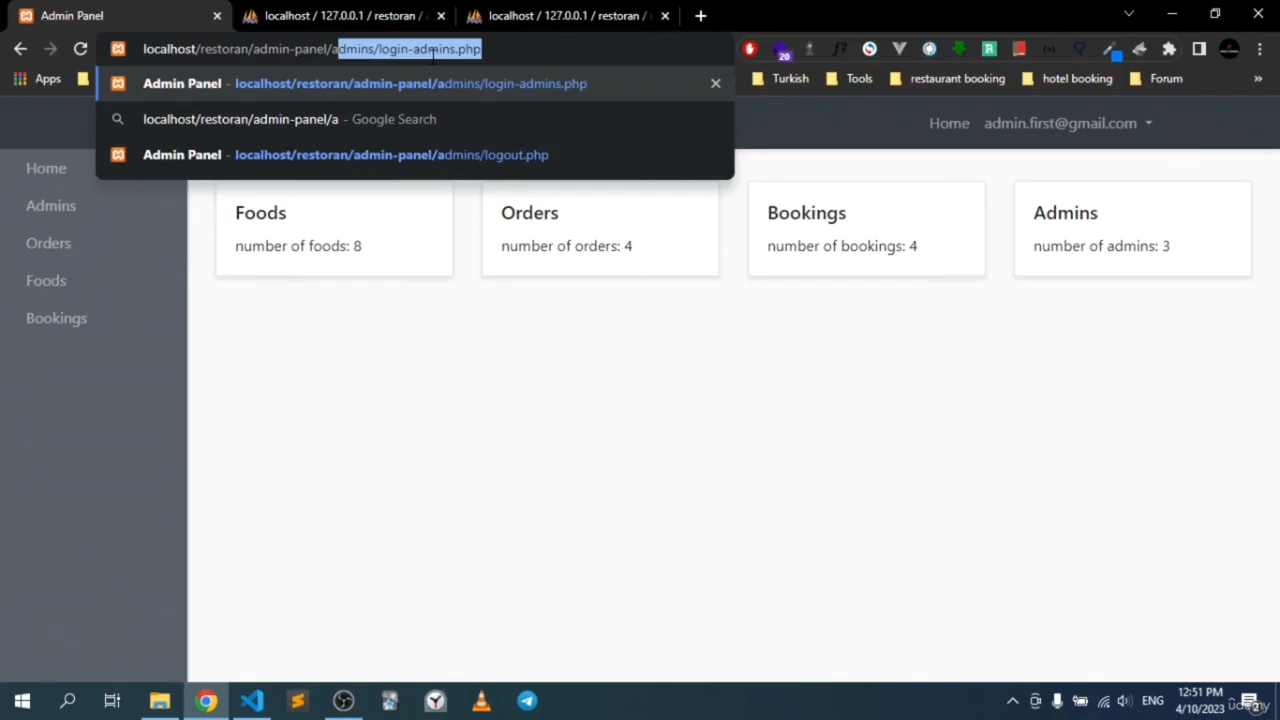 Admin Panel
localhost / 127.0.0.1 / restoran /
localhost / 127.0.0.1 / restoran /
localhost/restoran/admin-panel/admins/login-admins.php
20
Apps
Turkish
Tools
restaurant booking
hotel booking
Forum
»
Admin Panel - localhost/restoran/admin-panel/admins/login-admins.php
localhost/restoran/admin-panel/a - Google Search
Admin Panel - localhost/restoran/admin-panel/admins/logout.php
Home
admin.first@gmail.com
Home
Admins
Orders
Foods
Bookings
Foods
number of foods: 8
Orders
number of orders: 4
Bookings
number of bookings: 4
Admins
number of admins: 3
ENG
12:51 PM
4/10/2023
2
Udemy